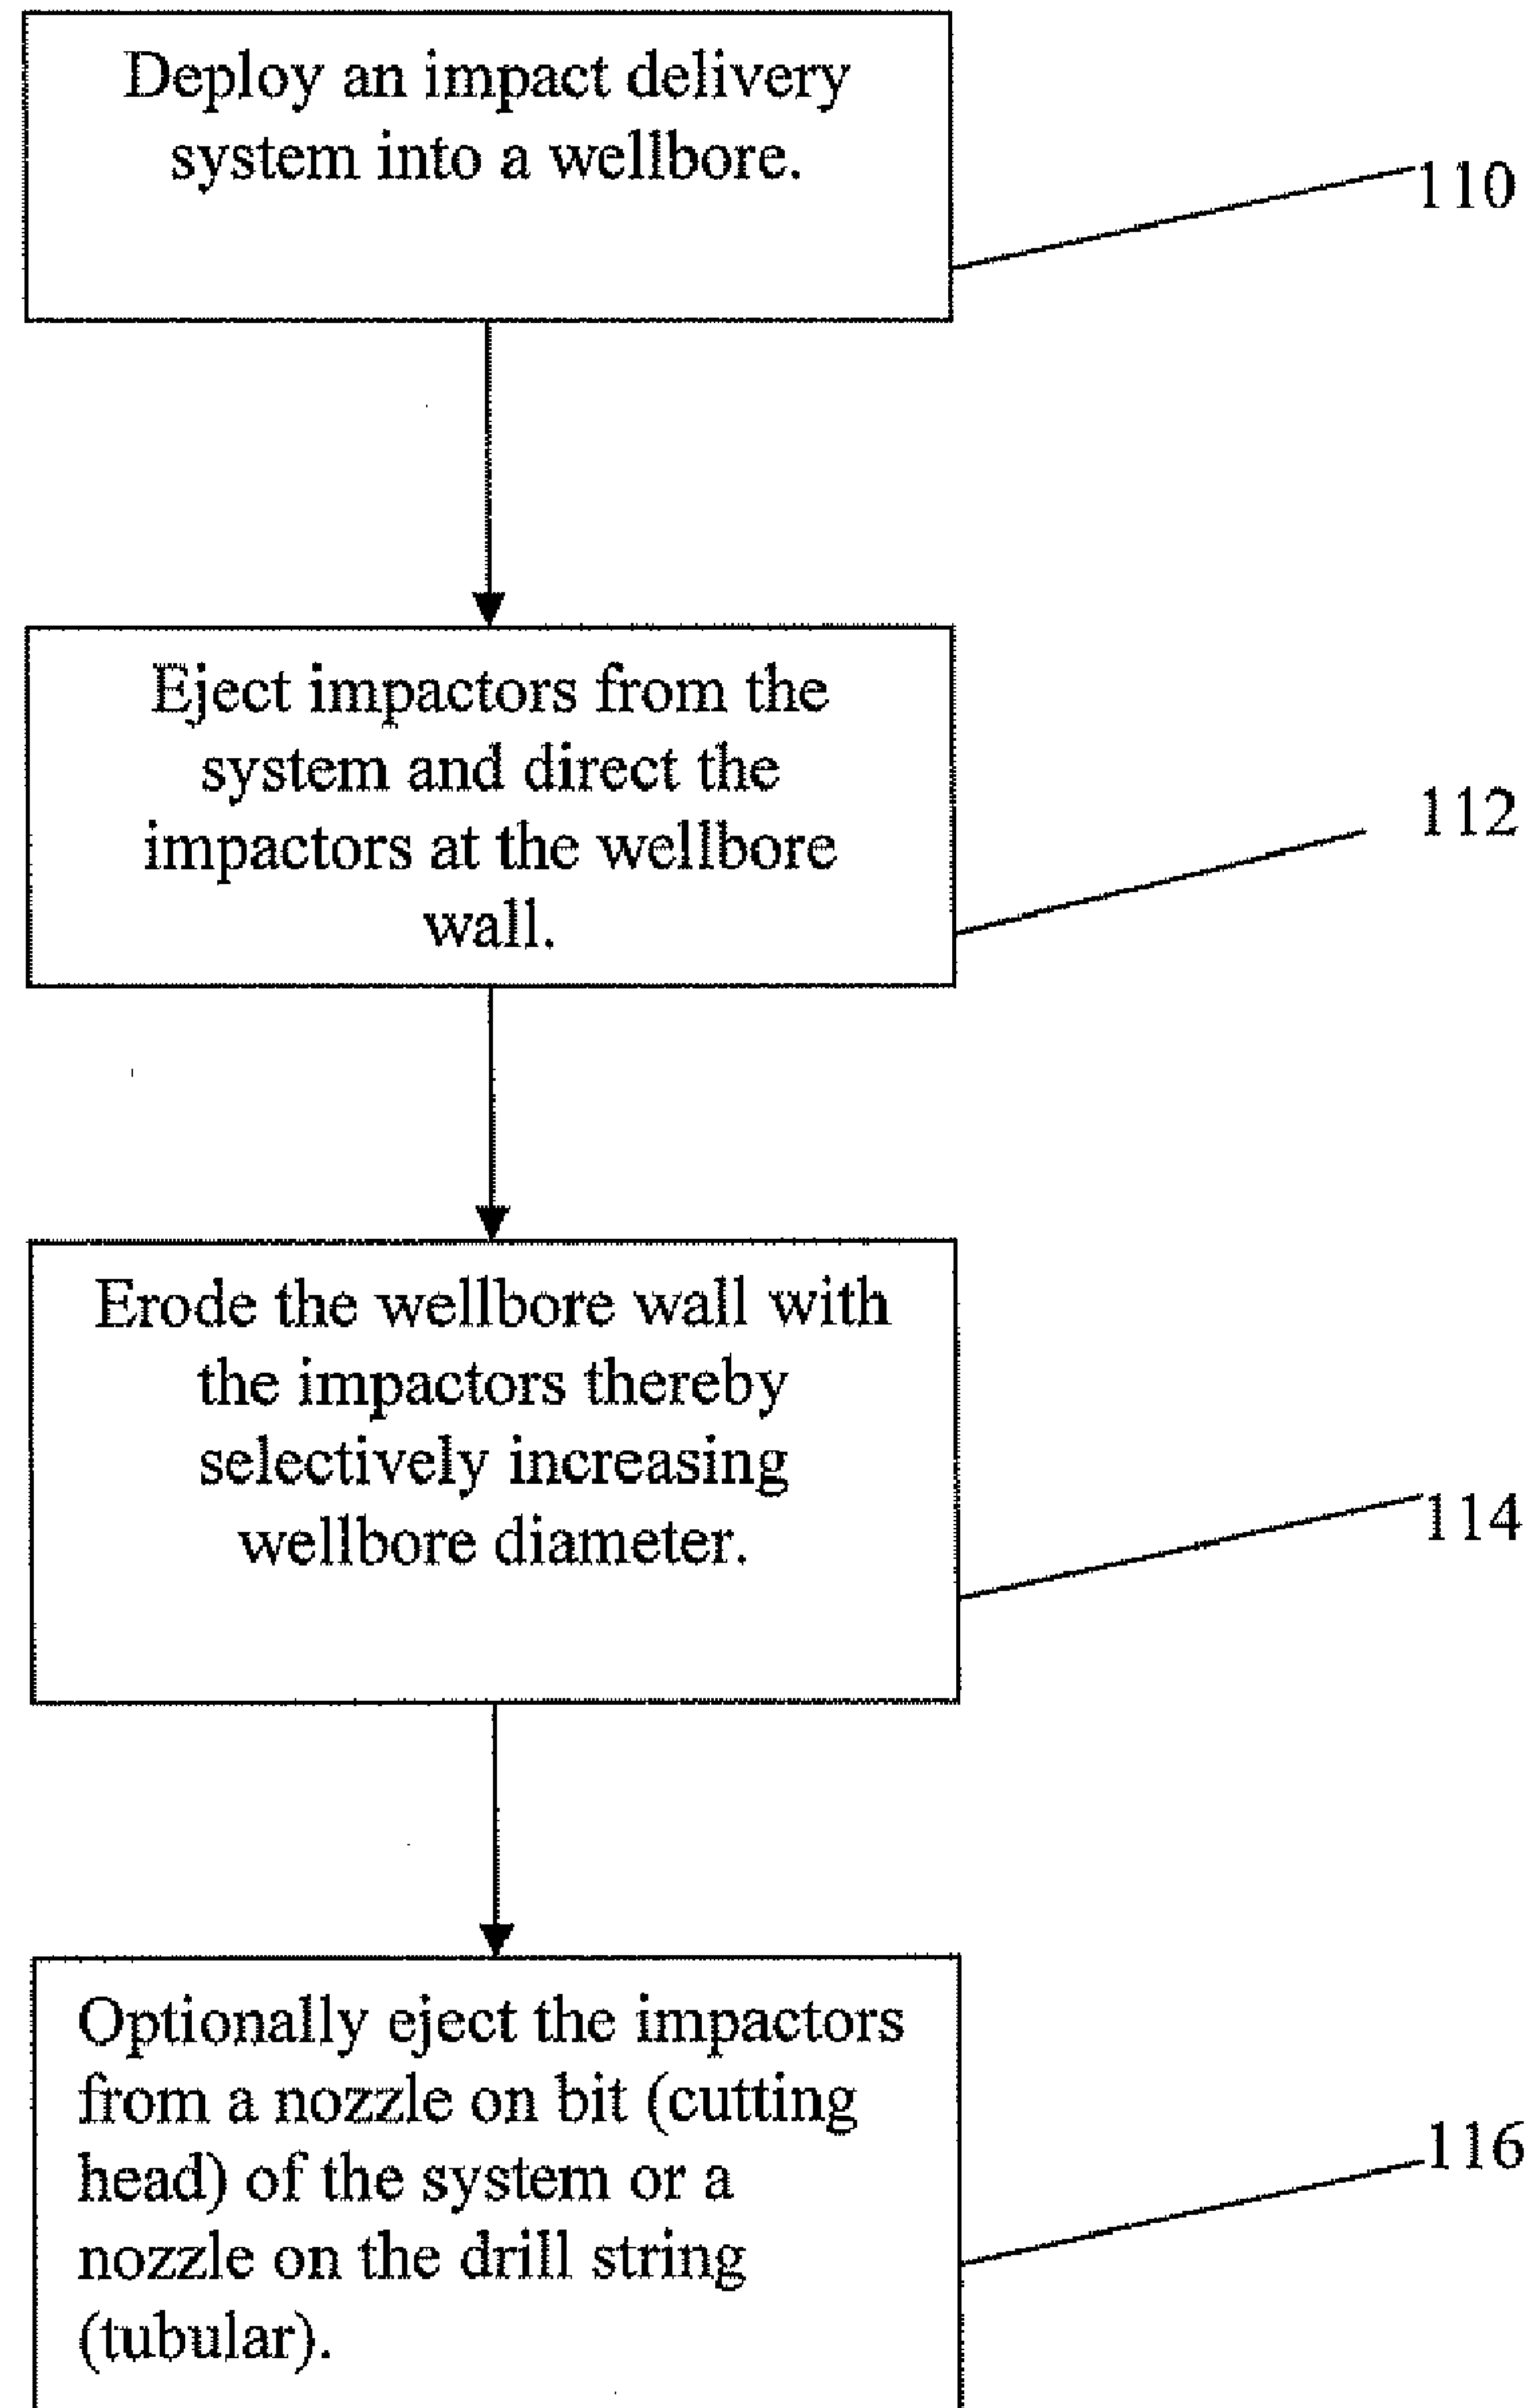 Deploy an impact delivery
system into a wellbore.
110
Eject impactors from the
system and direct the
impactors at the wellbore
wall.
112
Erode the wellbore wall with
the impactors thereby
selectively increasing
wellbore diameter.
114
Optionally eject the impactors
from a nozzle on bit (cutting
head) of the system or a
nozzle on the drill string
(tubular).
116